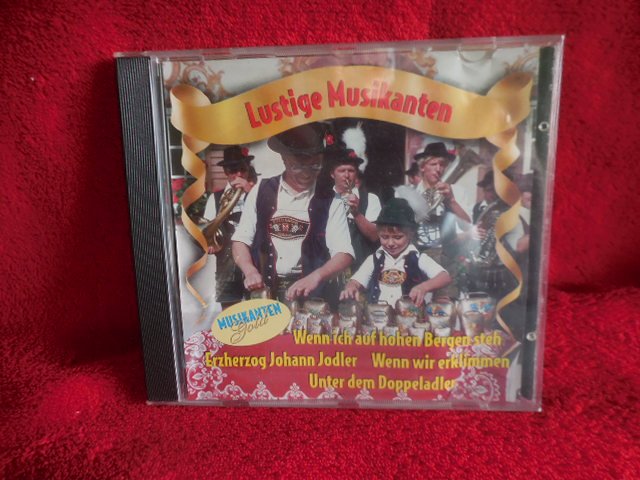 Lustige Musikanten
MUSIKANTEN
Gold
Wenn ich auf hohen Bergen steh
Erzherzog Johann Jodler Wenn wir erklimmen
Unter dem Doppeladler